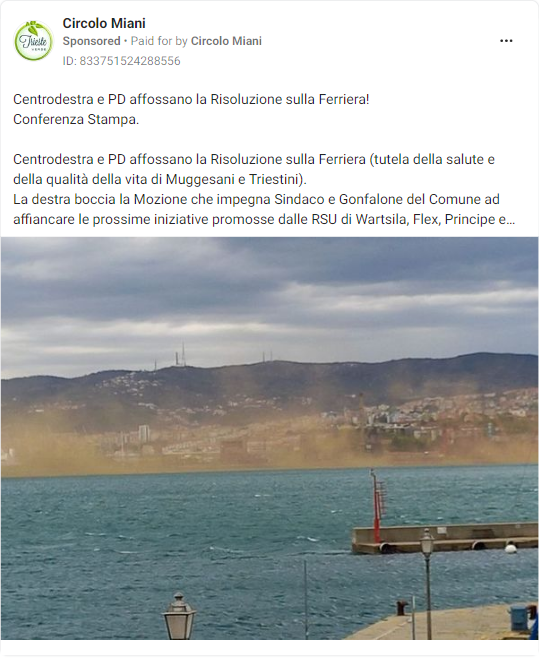 Circolo Miani
Sponsored • Paid for by Circolo Miani
ID: 833751524288556
Centrodestra e PD affossano la Risoluzione sulla Ferriera!
Conferenza Stampa.
Centrodestra e PD affossano la Risoluzione sulla Ferriera (tutela della salute e
della qualità della vita di Muggesani e Triestini).
La destra boccia la Mozione che impegna Sindaco e Gonfalone del Comune ad
affiancare le prossime iniziative promosse dalle RSU di Wartsila, Flex, Principe e...
Trieste
VERDE